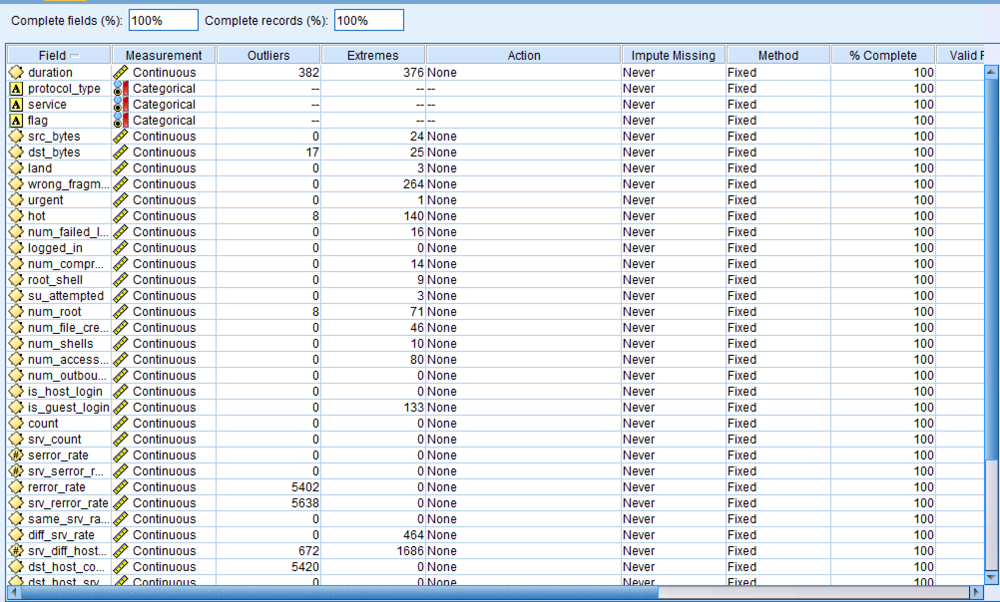 Complete fields (%): 100% Complete records (%): 100%
Field Measurement Outliers Extremes Action Impute Missing Method % Complete Valid
duration Continuous 382 376 None Never Fixed 100
A protocol_type Categorical -- -- -- Never Fixed 100
A service Categorical -- -- -- Never Fixed 100
A flag Categorical -- -- -- Never Fixed 100
src_bytes Continuous 0 24 None Never Fixed 100
dst_bytes Continuous 17 25 None Never Fixed 100
land Continuous 0 3 None Never Fixed 100
wrong_fragm... Continuous 0 264 None Never Fixed 100
urgent Continuous 0 1 None Never Fixed 100
hot Continuous 8 140 None Never Fixed 100
num_failed_l... Continuous 0 16 None Never Fixed 100
logged_in Continuous 0 0 None Never Fixed 100
num_compr... Continuous 0 14 None Never Fixed 100
root_shell Continuous 0 9 None Never Fixed 100
su_attempted Continuous 0 3 None Never Fixed 100
num_root Continuous 8 71 None Never Fixed 100
num_file_cre... Continuous 0 46 None Never Fixed 100
num_shells Continuous 0 10 None Never Fixed 100
num_access... Continuous 0 80 None Never Fixed 100
num_outbou... Continuous 0 0 None Never Fixed 100
is_host_login Continuous 0 0 None Never Fixed 100
is_guest_login Continuous 0 133 None Never Fixed 100
count Continuous 0 0 None Never Fixed 100
srv_count Continuous 0 0 None Never Fixed 100
# serror_rate Continuous 0 0 None Never Fixed 100
# srv_serror_r... Continuous 0 0 None Never Fixed 100
rerror_rate Continuous 5402 0 None Never Fixed 100
srv_rerror_rate Continuous 5638 0 None Never Fixed 100
same_srv_ra... Continuous 0 0 None Never Fixed 100
diff_srv_rate Continuous 0 464 None Never Fixed 100
# srv_diff_host... Continuous 672 1686 None Never Fixed 100
dst_host_co... Continuous 5420 0 None Never Fixed 100
dst_host_srv Continuous 0 0 None Never Fixed 100